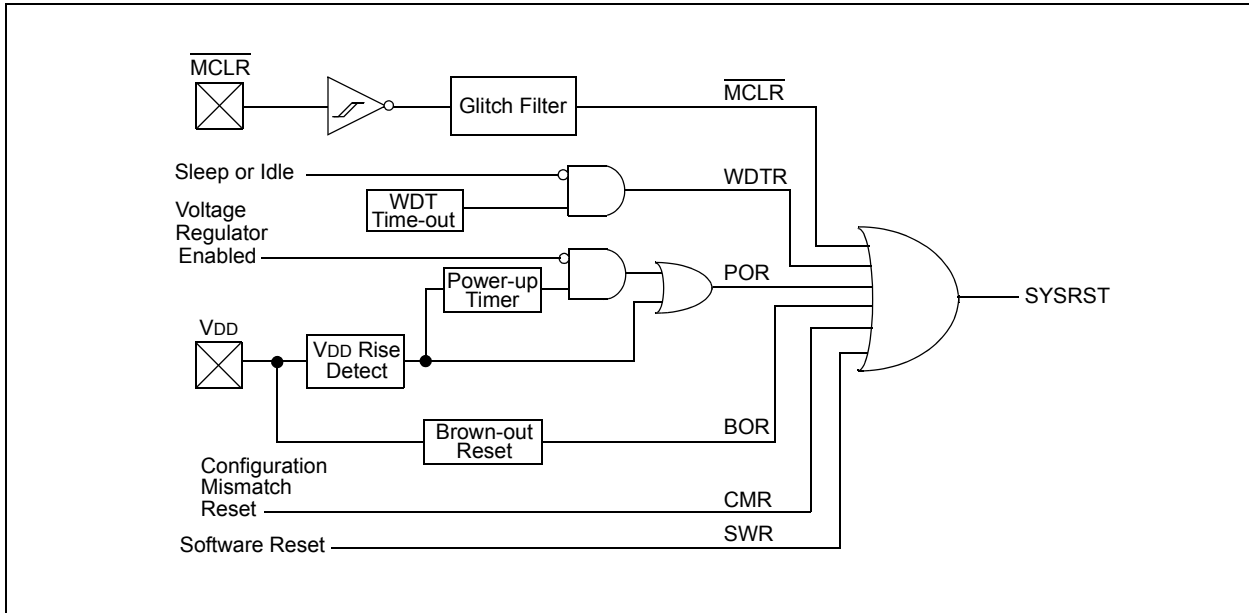 MCLR
Glitch Filter
MCLR
Sleep or Idle
WDT
Time-out
WDTR
Voltage
Regulator
Enabled
Power-up
Timer
POR
SYSRST
VDD
VDD Rise
Detect
Brown-out
Reset
BOR
Configuration
Mismatch
Reset
CMR
Software Reset
SWR